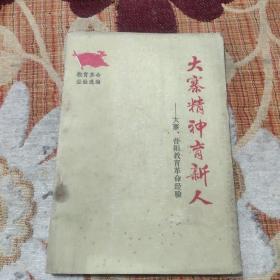 教育革命
经验选编
大寨精神育新人
——大寨、昔阳教育革命经验